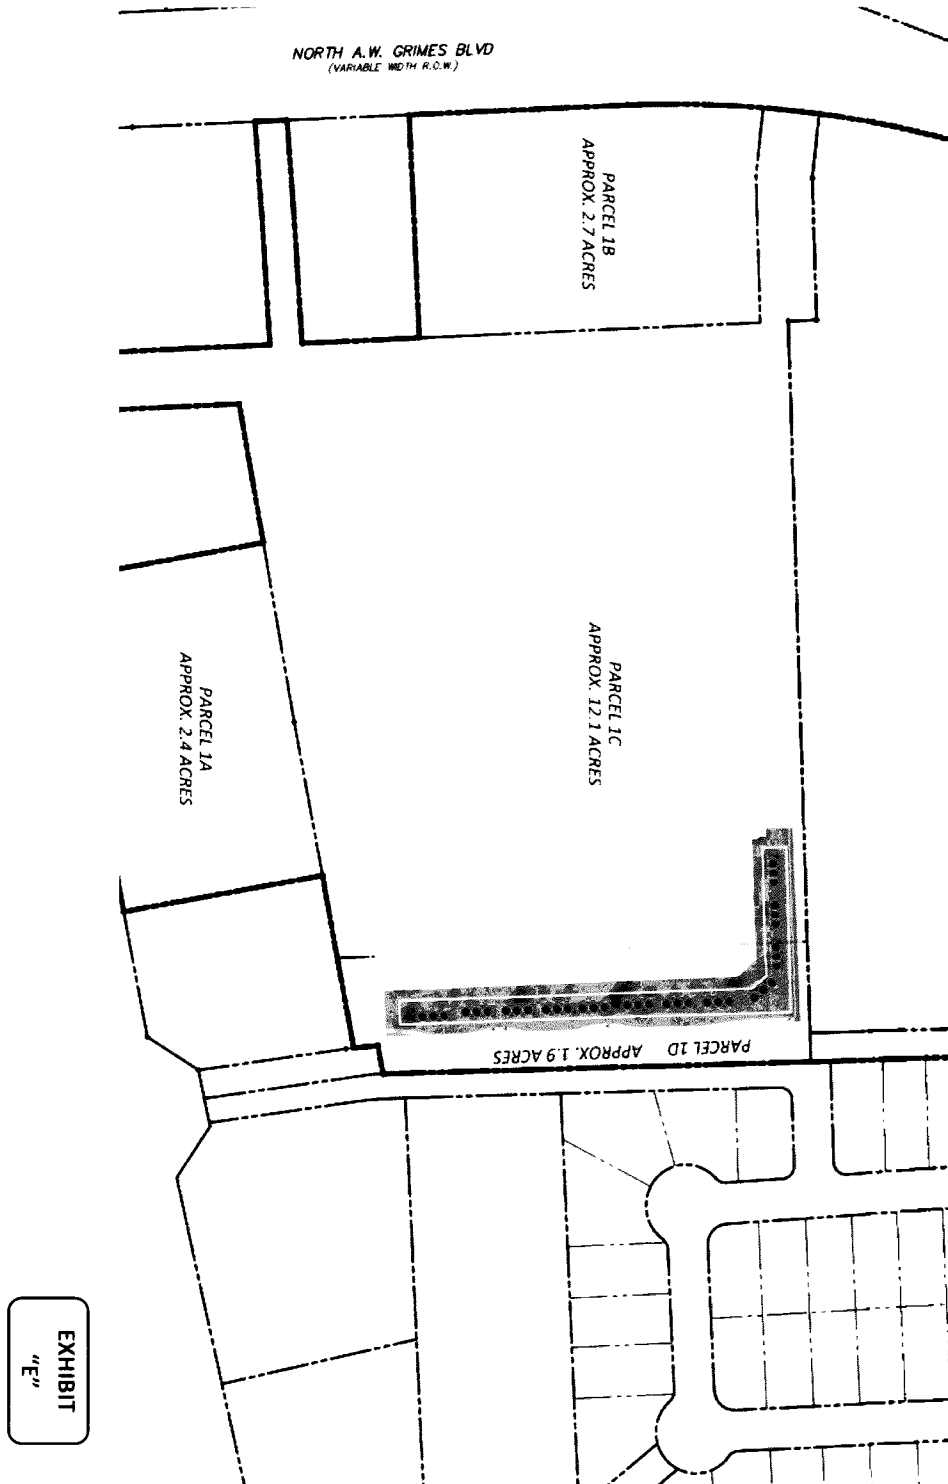 NORTH A.W. GRIMES BLVD
(VARIABLE WIDTH R.O.W.)
PARCEL 1B
APPROX. 2.7 ACRES
PARCEL 1C
APPROX. 12.1 ACRES
PARCEL 1A
APPROX. 2.4 ACRES
PARCEL 1D APPROX. 1.9 ACRES
EXHIBIT
"E"